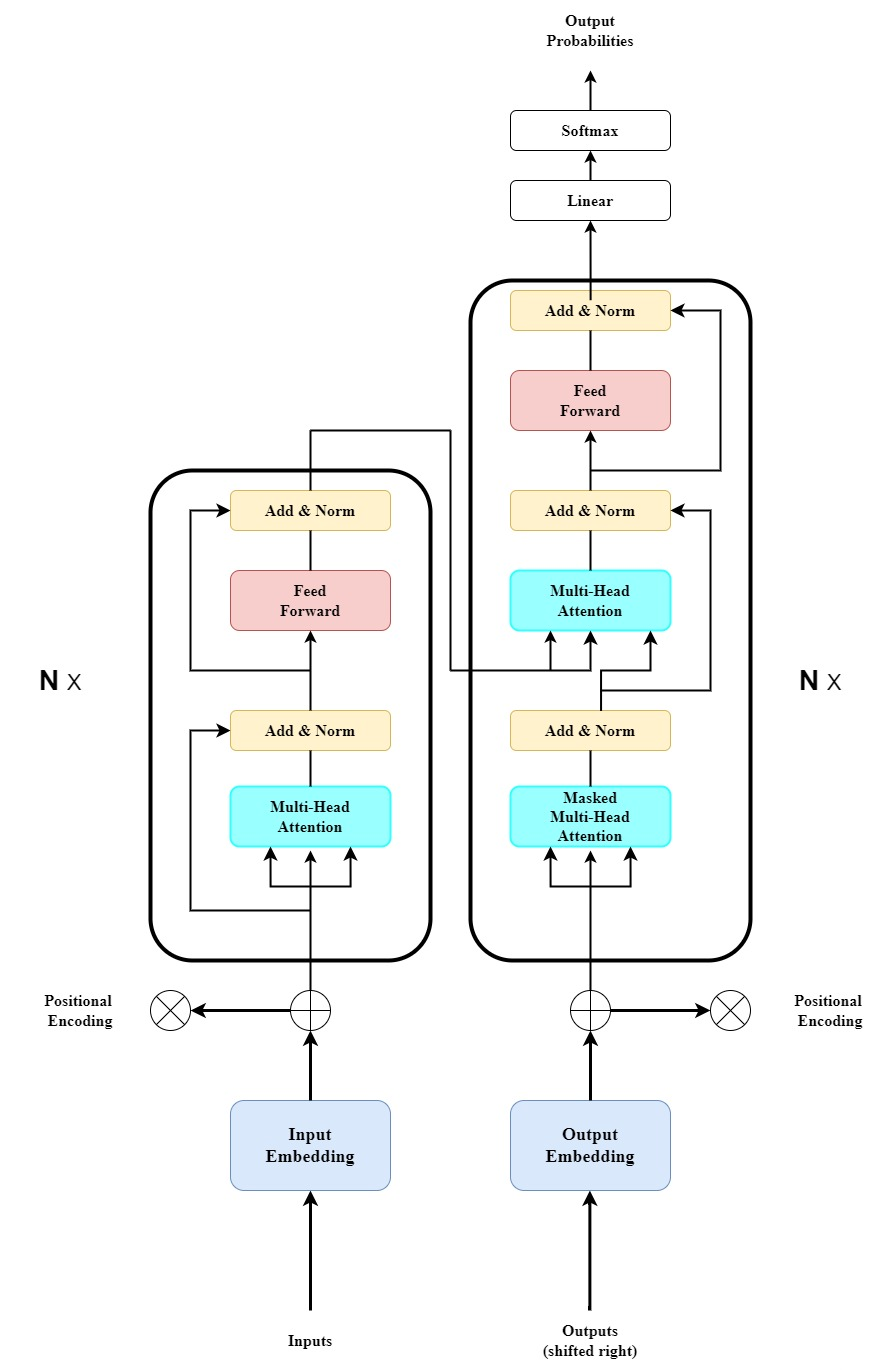 Output
Probabilities
Softmax
Linear
Add & Norm
Feed
Forward
Add & Norm
Multi-Head
Attention
Add & Norm
Masked
Multi-Head
Attention
N x
Add & Norm
Feed
Forward
Add & Norm
Multi-Head
Attention
N x
Positional
Encoding
Positional
Encoding
Input
Embedding
Output
Embedding
Inputs
Outputs
(shifted right)